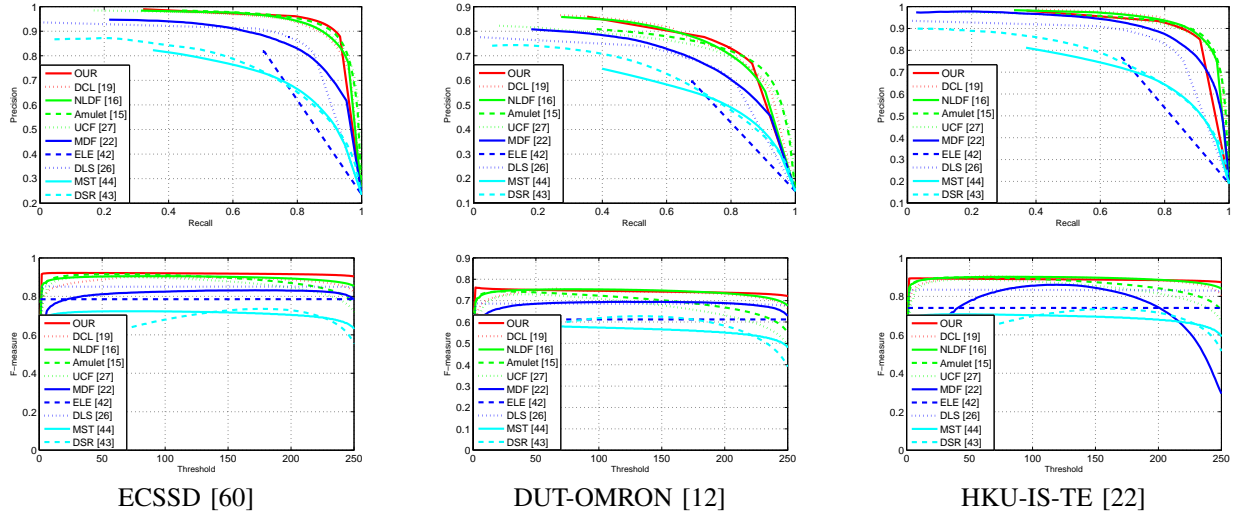 1
0.9
0.8
0.7
0.6
0.5
0.4
0.3
0.2
Precision
OUR
DCL [19]
NLDF [16]
Amulet [15]
UCF [27]
MDF [22]
ELE [42]
DLS [26]
MST [44]
DSR [43]
0 0.2 0.4 0.6 0.8 1
Recall
0.9
0.8
0.7
0.6
0.5
0.4
0.3
0.2
0.1
Precision
OUR
DCL [19]
NLDF [16]
Amulet [15]
UCF [27]
MDF [22]
ELE [42]
DLS [26]
MST [44]
DSR [43]
0 0.2 0.4 0.6 0.8 1
Recall
1
0.9
0.8
0.7
0.6
0.5
0.4
0.3
0.2
0.1
Precision
OUR
DCL [19]
NLDF [16]
Amulet [15]
UCF [27]
MDF [22]
ELE [42]
DLS [26]
MST [44]
DSR [43]
0 0.2 0.4 0.6 0.8 1
Recall
1
0.8
0.6
0.4
0.2
0
F-measure
OUR
DCL [19]
NLDF [16]
Amulet [15]
UCF [27]
MDF [22]
ELE [42]
DLS [26]
MST [44]
DSR [43]
0 50 100 150 200 250
Threshold
0.9
0.8
0.7
0.6
0.5
0.4
0.3
0.2
0.1
0
F-measure
OUR
DCL [19]
NLDF [16]
Amulet [15]
UCF [27]
MDF [22]
ELE [42]
DLS [26]
MST [44]
DSR [43]
0 50 100 150 200 250
Threshold
1
0.8
0.6
0.4
0.2
0
F-measure
OUR
DCL [19]
NLDF [16]
Amulet [15]
UCF [27]
MDF [22]
ELE [42]
DLS [26]
MST [44]
DSR [43]
0 50 100 150 200 250
Threshold
ECSSD [60]
DUT-OMRON [12]
HKU-IS-TE [22]